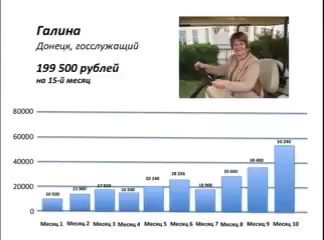 Галина
Донецк, госслужащий
199 500 рублей
на 15-й месяц
80000
60000
40000
20000
0
Месяц 1 Месяц 2 Месяц 3 Месяц 4 Месяц 5 Месяц 6 Месяц 7 Месяц 8 Месяц 9 Месяц 10